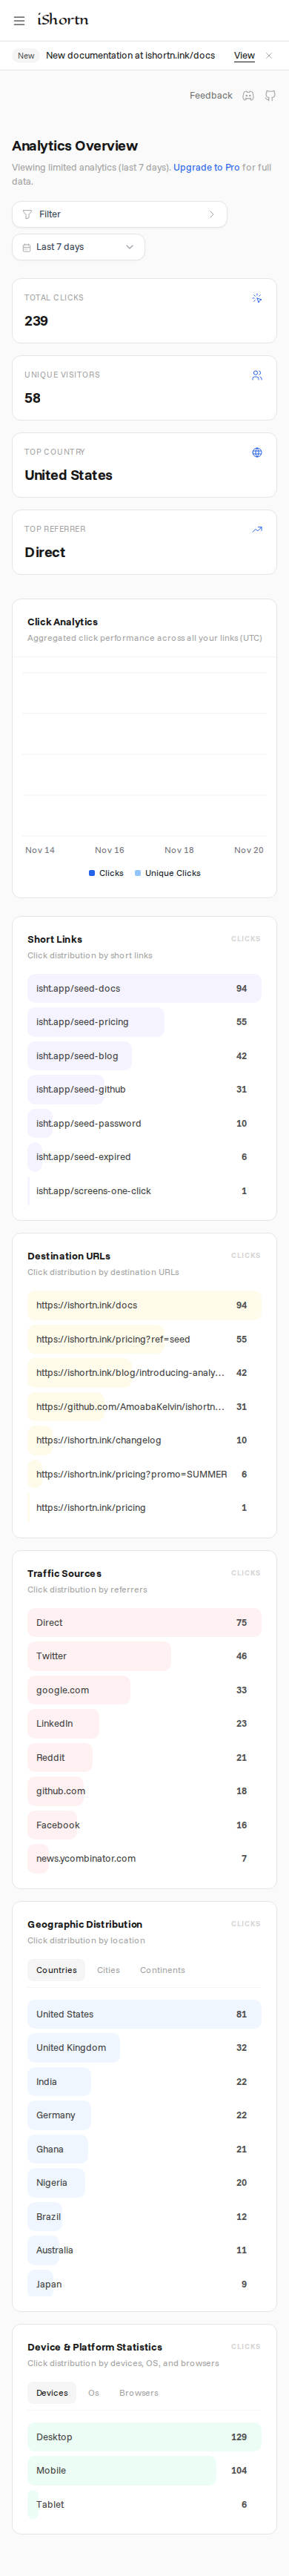 iShortn
New
New documentation at ishortn.ink/docs
View
Feedback
Analytics Overview
Viewing limited analytics (last 7 days). Upgrade to Pro for full
data.
Filter
Last 7 days
TOTAL CLICKS
239
UNIQUE VISITORS
58
TOP COUNTRY
United States
TOP REFERRER
Direct
Click Analytics
Aggregated click performance across all your links (UTC)
Nov 14 Nov 16 Nov 18 Nov 20
Clicks Unique Clicks
Short Links CLICKS
Click distribution by short links
isht.app/seed-docs 94
isht.app/seed-pricing 55
isht.app/seed-blog 42
isht.app/seed-github 31
isht.app/seed-password 10
isht.app/seed-expired 6
isht.app/screens-one-click 1
Destination URLs CLICKS
Click distribution by destination URLs
https://ishortn.ink/docs 94
https://ishortn.ink/pricing?ref=seed 55
https://ishortn.ink/blog/introducing-analy... 42
https://github.com/AmoabaKelvin/ishortn... 31
https://ishortn.ink/changelog 10
https://ishortn.ink/pricing?promo=SUMMER 6
https://ishortn.ink/pricing 1
Traffic Sources CLICKS
Click distribution by referrers
Direct 75
Twitter 46
google.com 33
LinkedIn 23
Reddit 21
github.com 18
Facebook 16
news.ycombinator.com 7
Geographic Distribution CLICKS
Click distribution by location
Countries Cities Continents
United States 81
United Kingdom 32
India 22
Germany 22
Ghana 21
Nigeria 20
Brazil 12
Australia 11
Japan 9
Device & Platform Statistics CLICKS
Click distribution by devices, OS, and browsers
Devices Os Browsers
Desktop 129
Mobile 104
Tablet 6